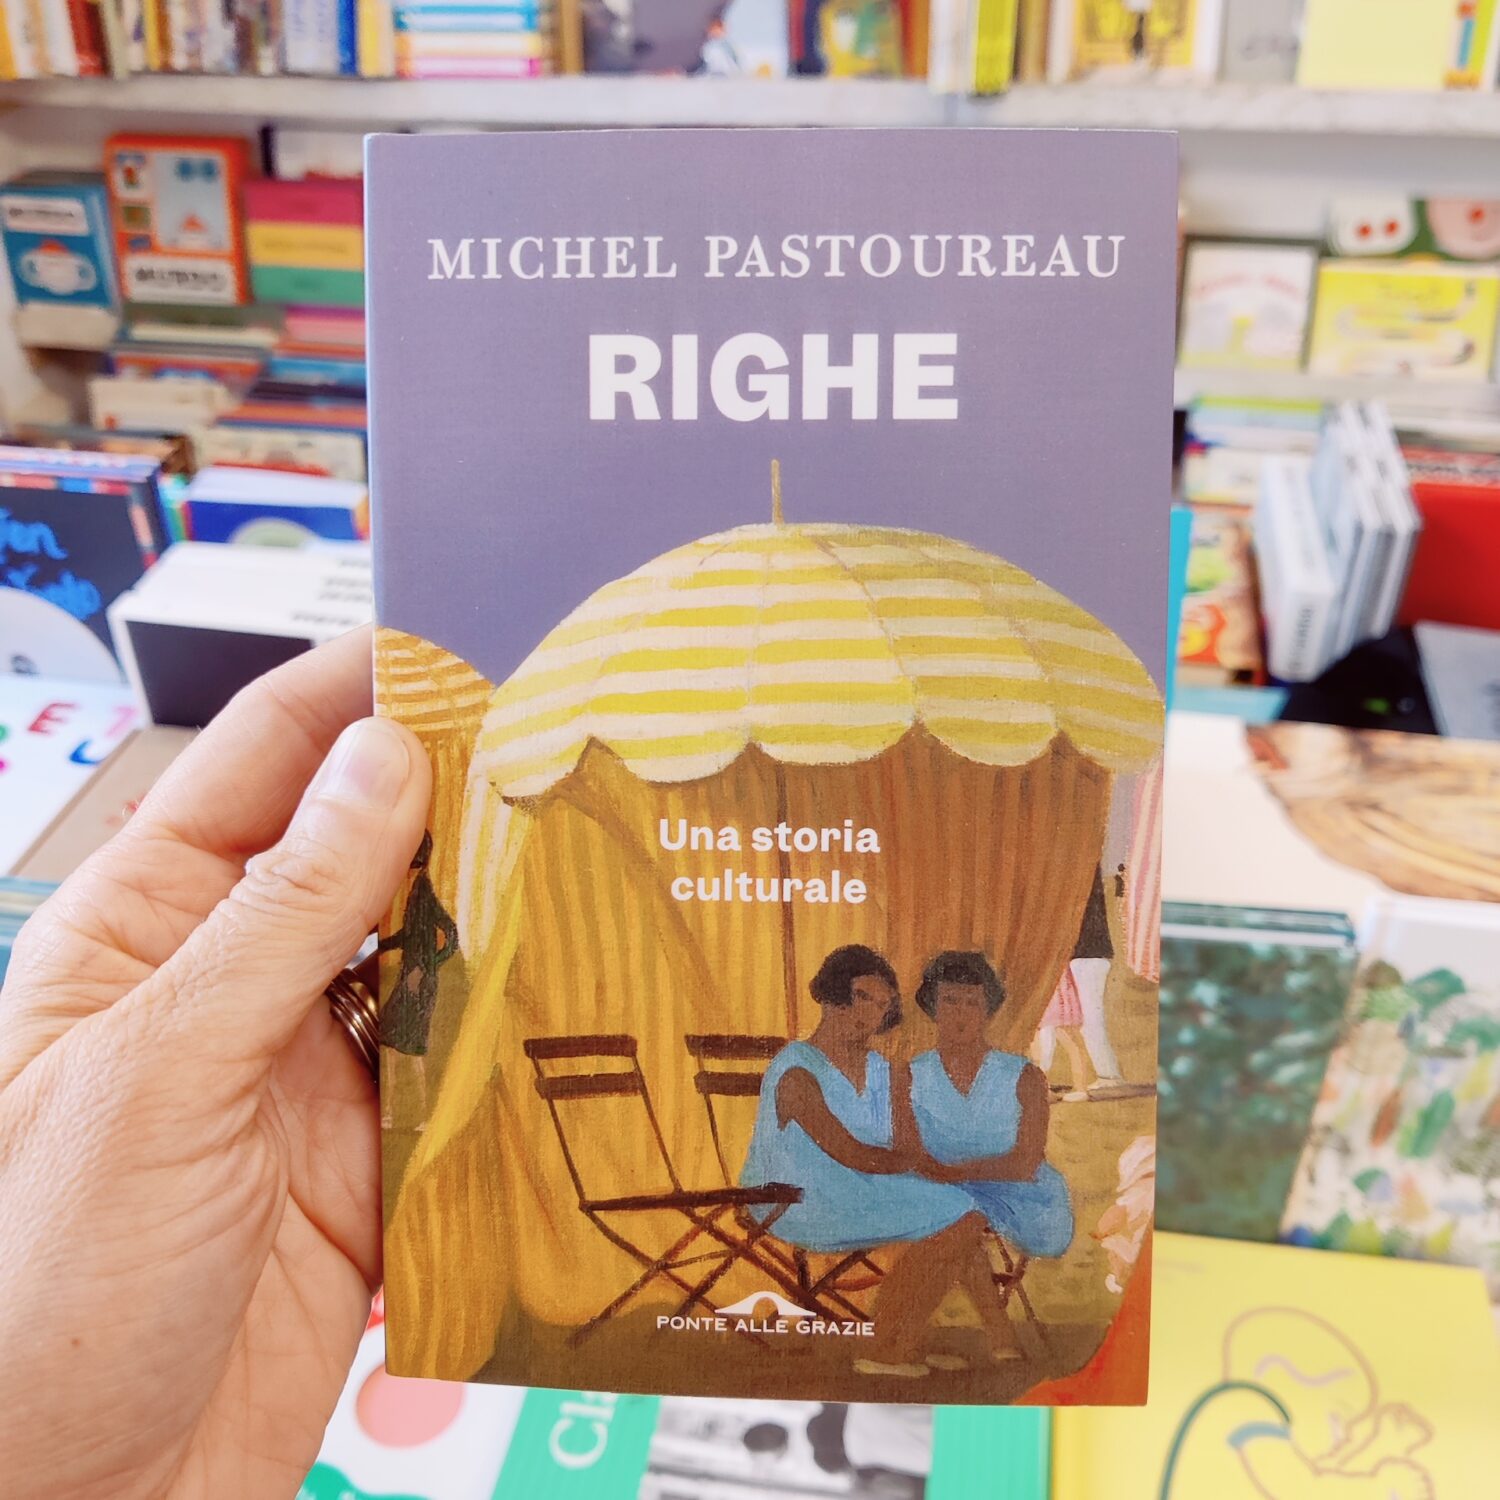 MICHEL PASTOUREAU
RIGHE
Una storia
culturale
PONTE ALLE GRAZIE